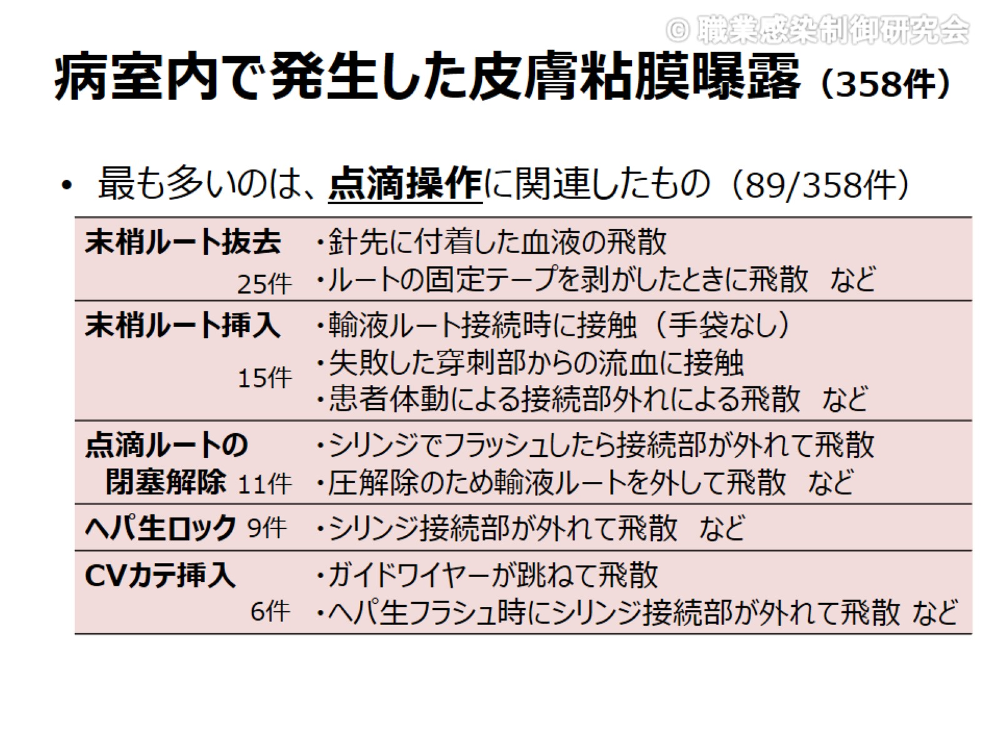 © 職業感染制御研究会
病室内で発生した皮膚粘膜曝露（358件）
• 最も多いのは、点滴操作に関連したもの（89/358件）
末梢ルート抜去
25件
・針先に付着した血液の飛散
・ルートの固定テープを剥がしたときに飛散　など
末梢ルート挿入
15件
・輸液ルート接続時に接触（手袋なし）
・失敗した穿刺部からの流血に接触
・患者体動による接続部外れによる飛散　など
点滴ルートの
閉塞解除 11件
・シリンジでフラッシュしたら接続部が外れて飛散
・圧解除のため輸液ルートを外して飛散　など
ヘパ生ロック 9件
・シリンジ接続部が外れて飛散　など
CVカテ挿入
6件
・ガイドワイヤーが跳ねて飛散
・ヘパ生フラシュ時にシリンジ接続部が外れて飛散 など